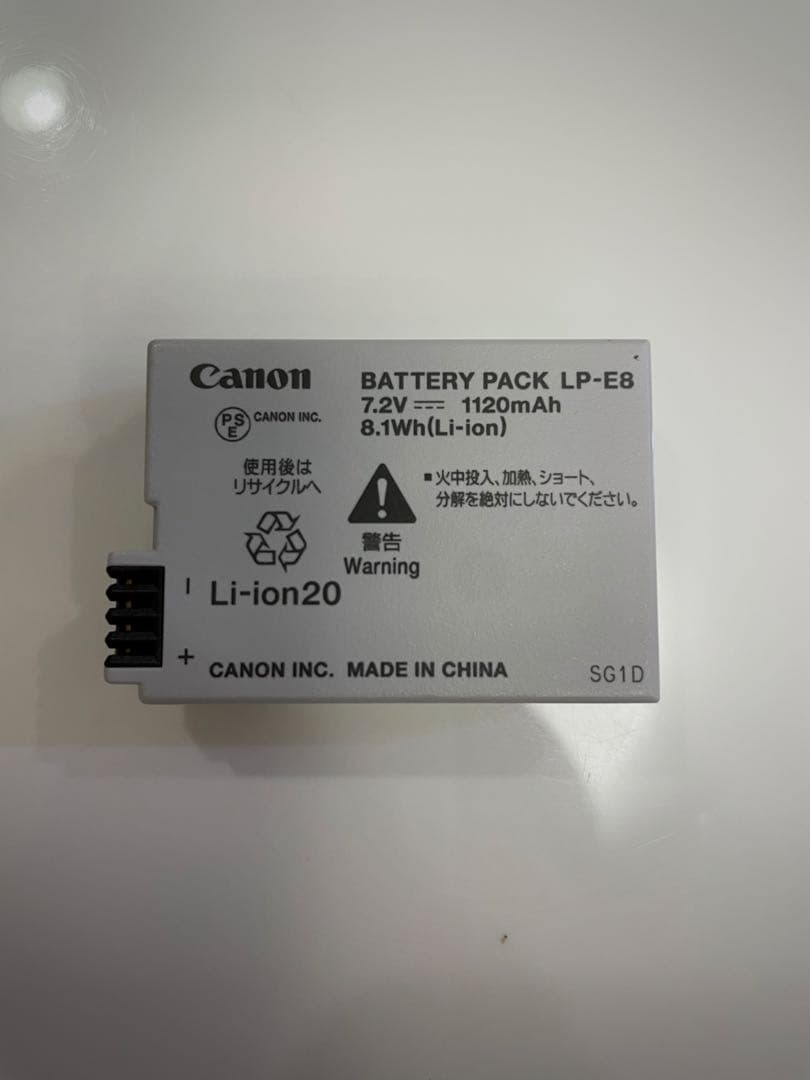 Canon
BATTERY PACK LP-E8
7.2V ⎓ 1120mAh
8.1Wh(Li-ion)
PSE CANON INC.
使用後は
リサイクルへ
■火中投入、加熱、ショート、
分解を絶対にしないでください。
!
警告
Warning
Li-ion20
−
+
CANON INC. MADE IN CHINA
SG1D